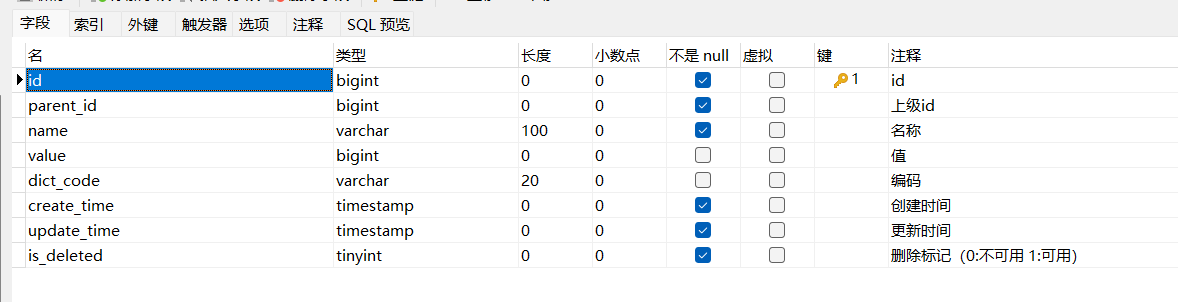 字段 索引 外键 触发器 选项 注释 SQL 预览
名 类型 长度 小数点 不是 null 虚拟 键 注释
id bigint 0 0 1 id
parent_id bigint 0 0 上级id
name varchar 100 0 名称
value bigint 0 0 值
dict_code varchar 20 0 编码
create_time timestamp 0 0 创建时间
update_time timestamp 0 0 更新时间
is_deleted tinyint 0 0 删除标记（0:不可用 1:可用）